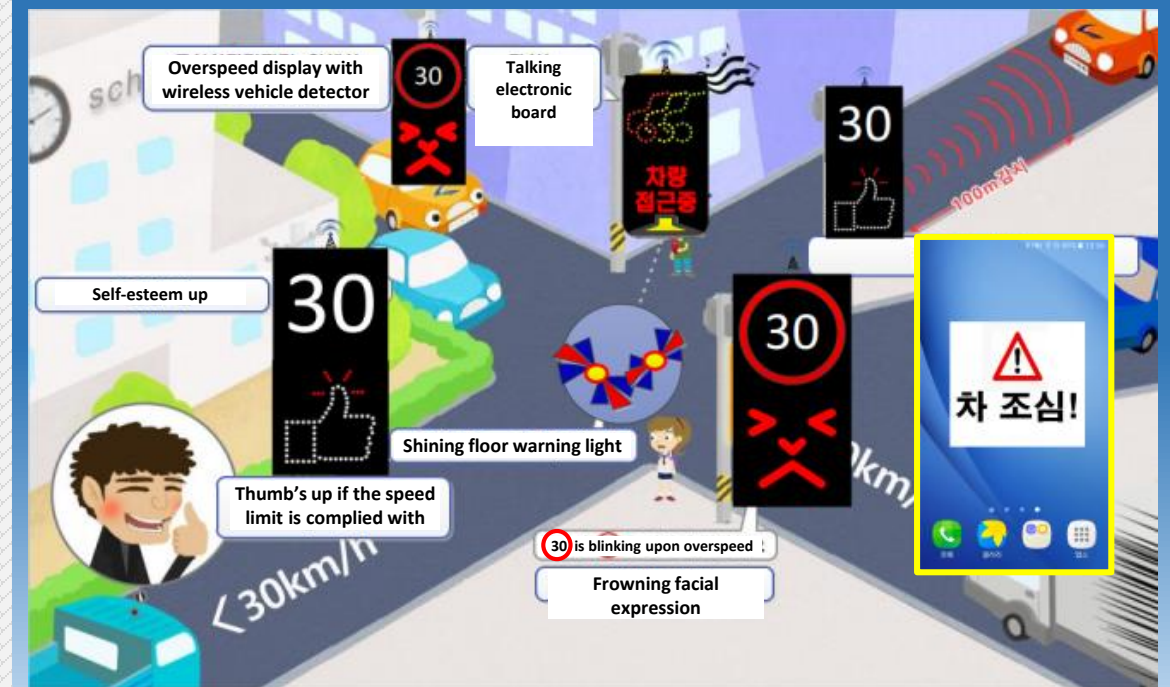 sch
Overspeed display with
wireless vehicle detector
30
Talking
electronic
board
차량
접근중
30
100m감시
Self-esteem up
30
30
차 조심!
Shining floor warning light
Thumb's up if the speed
limit is complied with
<30km/h
km/
30 is blinking upon overspeed
Frowning facial
expression